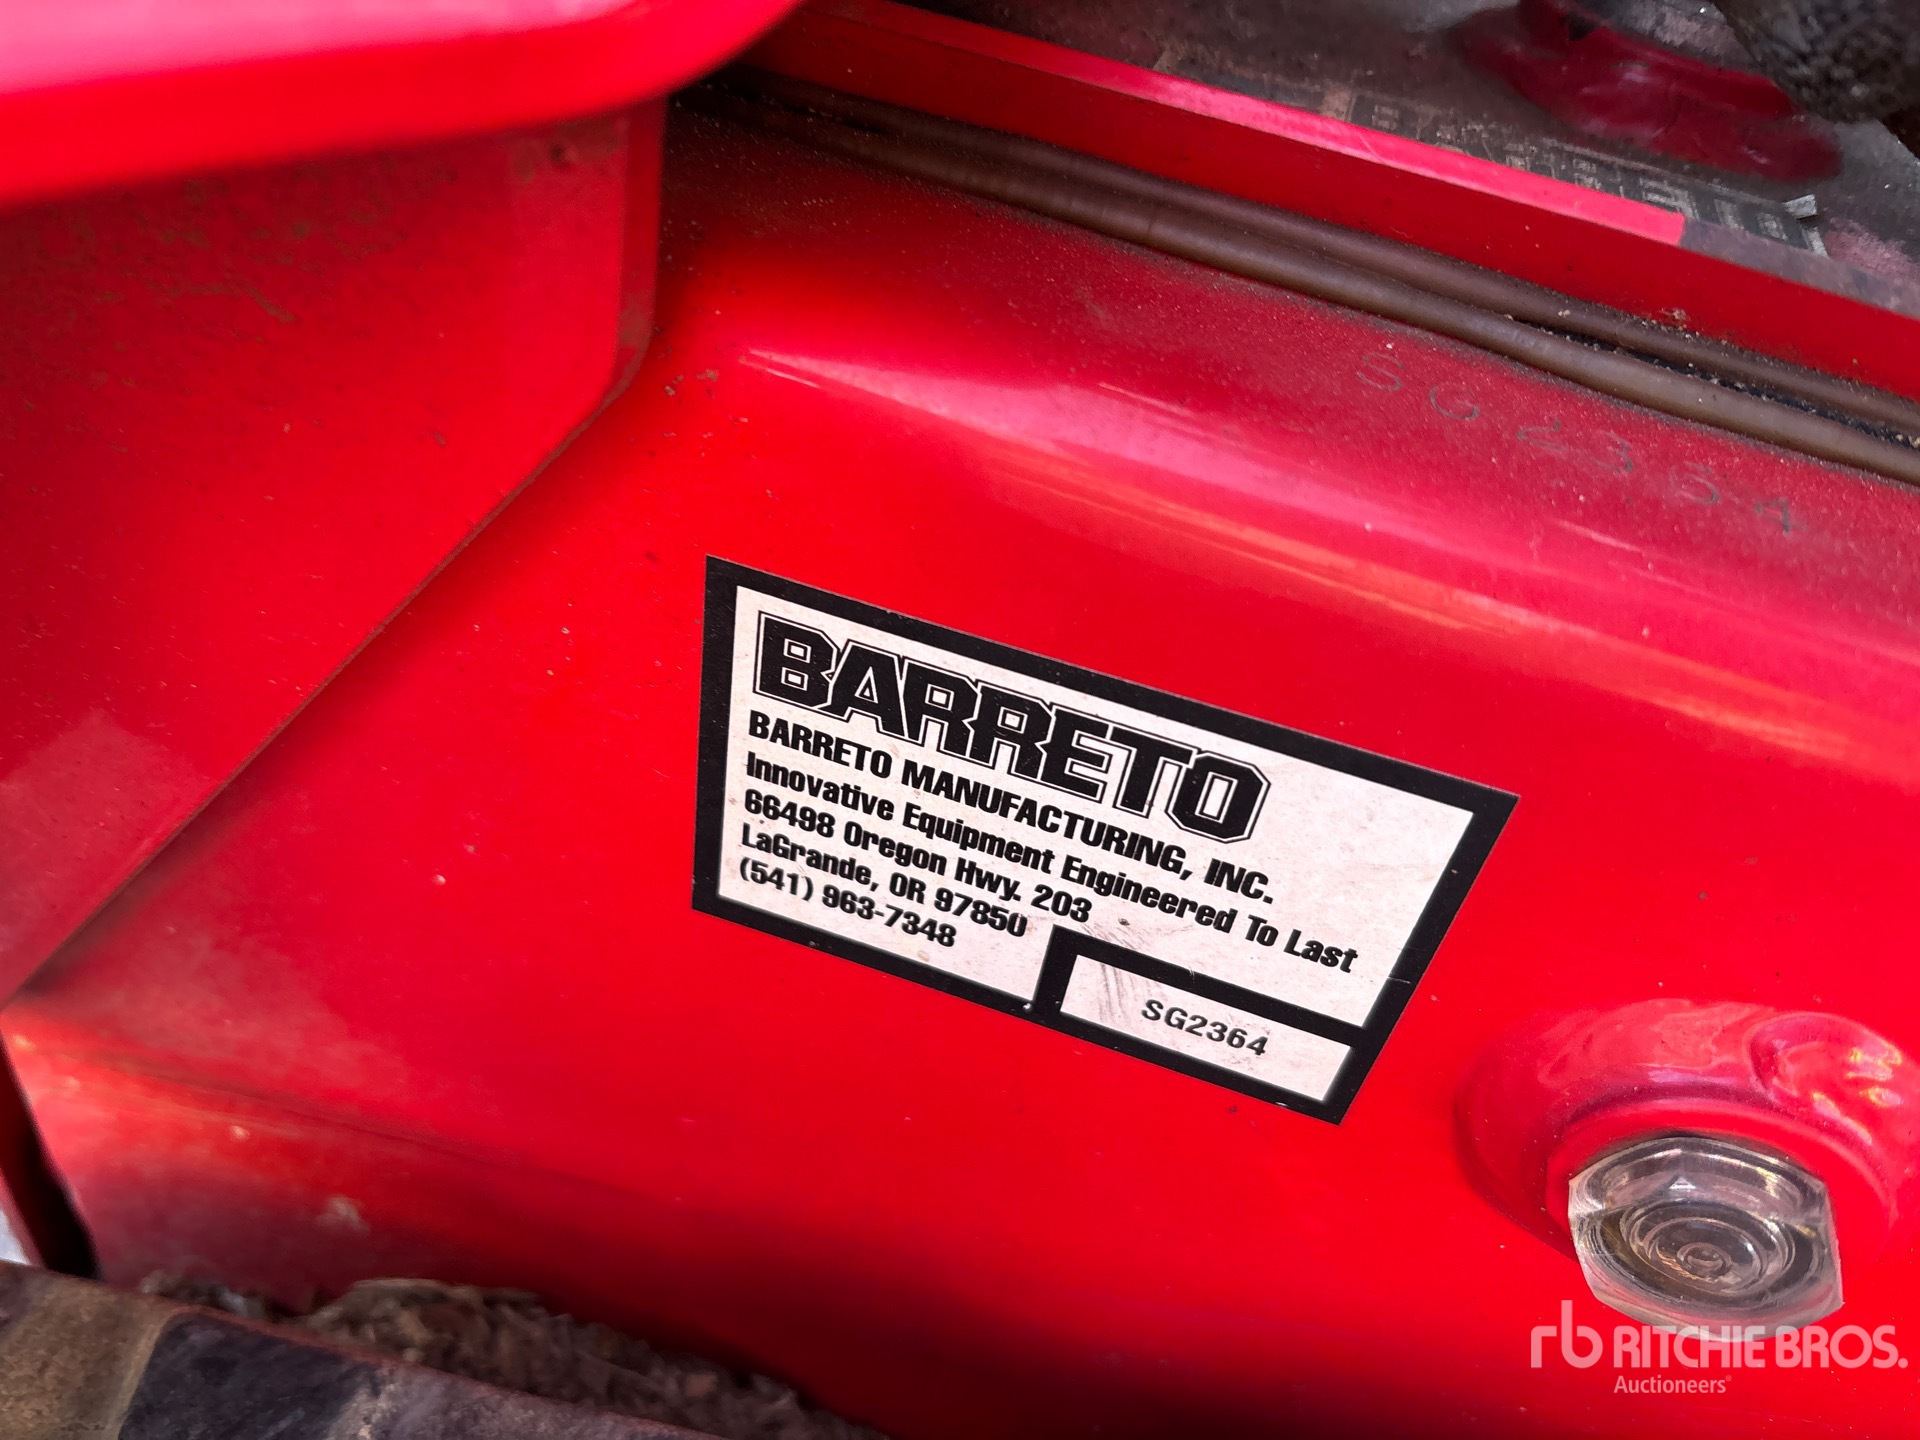 SG2364
BARRETO
BARRETO MANUFACTURING, INC.
Innovative Equipment Engineered To Last
66498 Oregon Hwy. 203
LaGrande, OR 97850
(541) 963-7348
SG2364
rb RITCHIE BROS.
Auctioneers®